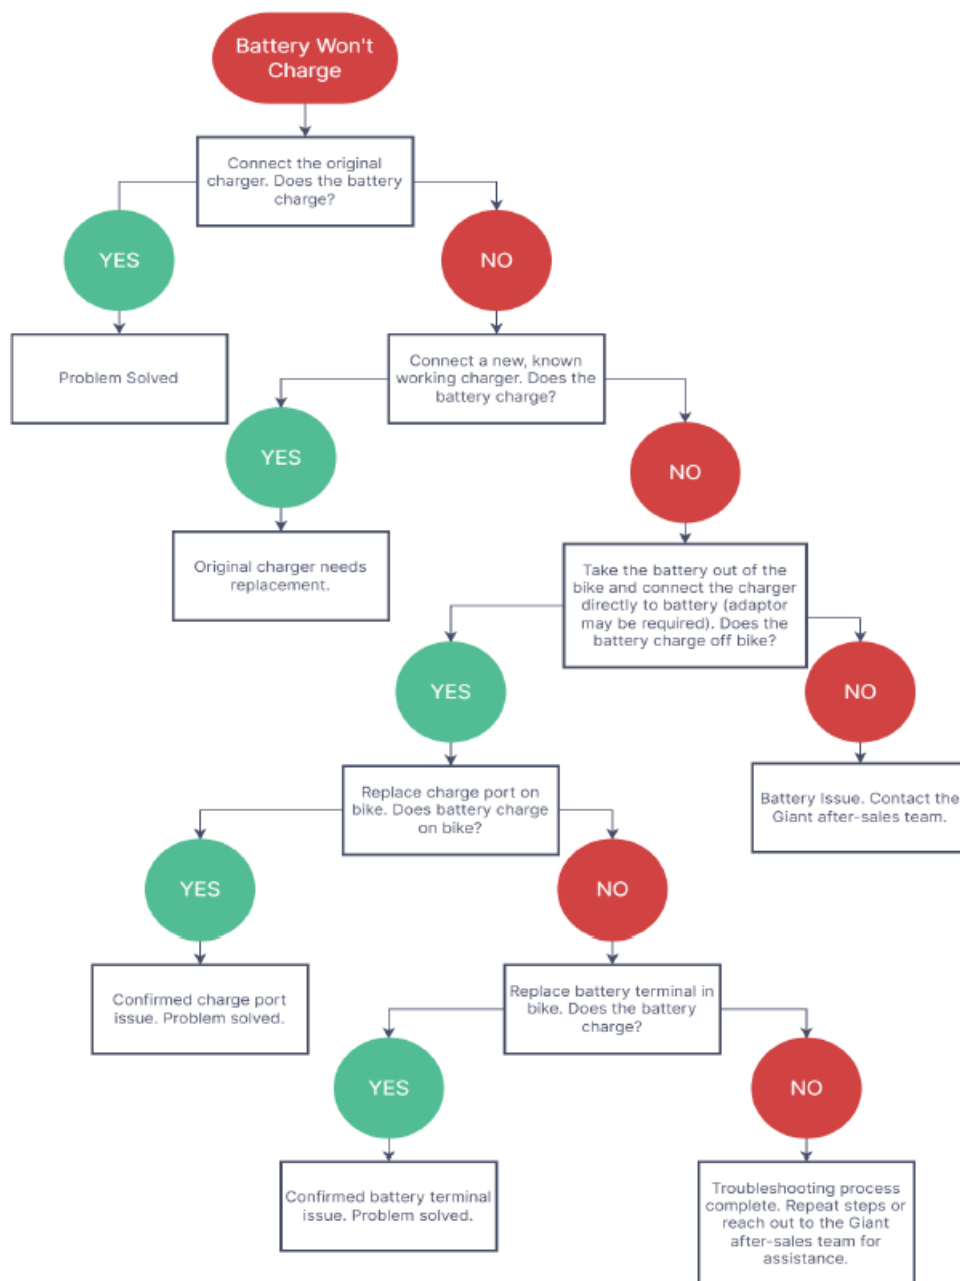 Battery Won't
Charge
Connect the original
charger. Does the battery
charge?
YES
NO
Problem Solved
Connect a new, known
working charger. Does the
battery charge?
YES
NO
Original charger needs
replacement.
Take the battery out of the
bike and connect the charger
directly to battery (adaptor
may be required). Does the
battery charge off bike?
YES
NO
Replace charge port on
bike. Does battery charge
on bike?
Battery Issue. Contact the
Giant after-sales team.
YES
NO
Confirmed charge port
issue. Problem solved.
Replace battery terminal in
bike. Does the battery
charge?
YES
NO
Confirmed battery terminal
issue. Problem solved.
Troubleshooting process
complete. Repeat steps or
reach out to the Giant
after-sales team for
assistance.